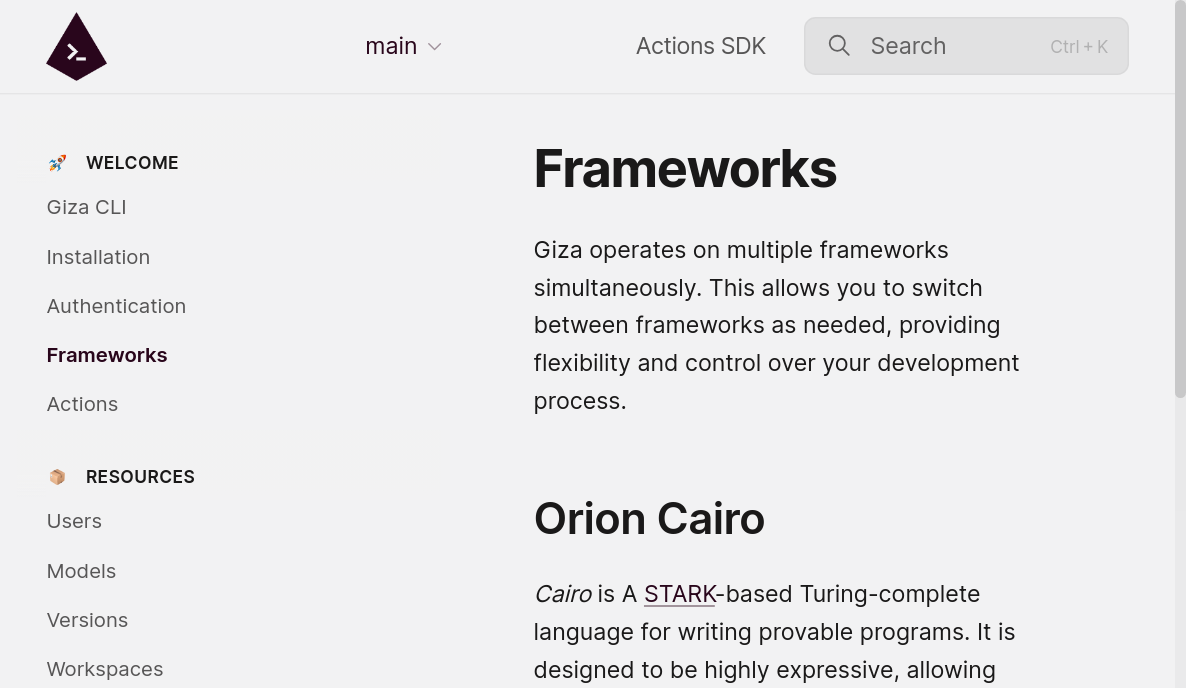 main
Actions SDK
Search
Ctrl + K
WELCOME
Giza CLI
Installation
Authentication
Frameworks
Actions
RESOURCES
Users
Models
Versions
Workspaces
Frameworks
Giza operates on multiple frameworks
simultaneously. This allows you to switch
between frameworks as needed, providing
flexibility and control over your development
process.
Orion Cairo
Cairo is A STARK-based Turing-complete
language for writing provable programs. It is
designed to be highly expressive, allowing